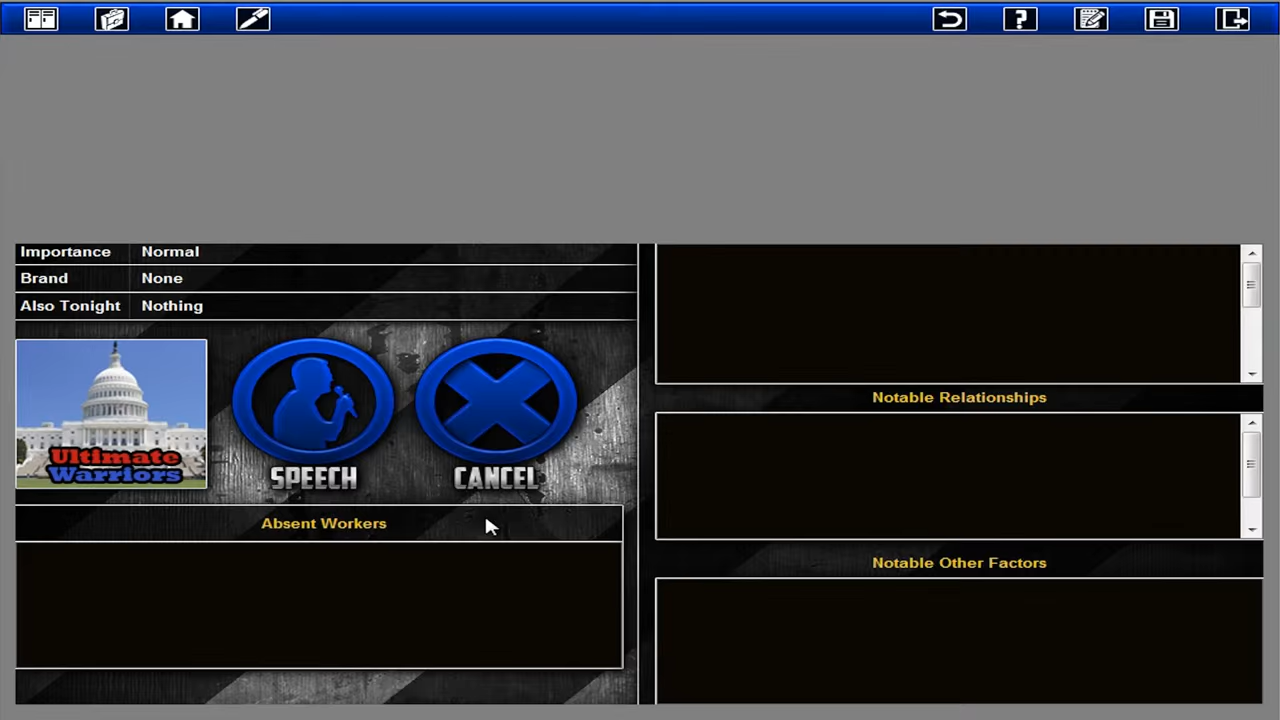 Importance Normal
Brand None
Also Tonight Nothing
Ultimate
Warriors
SPEECH
CANCEL
Absent Workers
Notable Relationships
Notable Other Factors